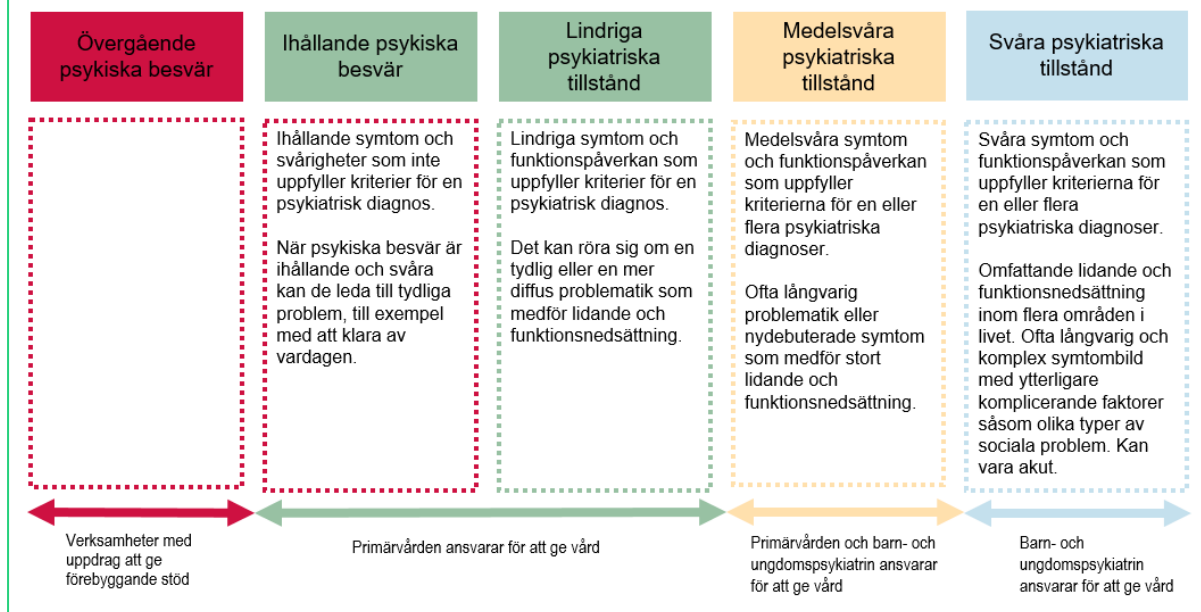 Övergående
psykiska besvär
Ihållande psykiska
besvär
Lindriga
psykiatriska
tillstånd
Medelsvåra
psykiatriska
tillstånd
Svåra psykiatriska
tillstånd
Ihållande symtom och
svårigheter som inte
uppfyller kriterier för en
psykiatrisk diagnos.
När psykiska besvär är
ihållande och svåra
kan de leda till tydliga
problem, till exempel
med att klara av
vardagen.
Lindriga symtom och
funktionspåverkan som
uppfyller kriterier för en
psykiatrisk diagnos.
Det kan röra sig om en
tydlig eller en mer
diffus problematik som
medför lidande och
funktionsnedsättning.
Medelsvåra symtom
och funktionspåverkan
som uppfyller
kriterierna för en eller
flera psykiatriska
diagnoser.
Ofta långvarig
problematik eller
nydebuterade symtom
som medför stort
lidande och
funktionsnedsättning.
Svåra symtom och
funktionspåverkan som
uppfyller kriterierna för
en eller flera
psykiatriska diagnoser.
Omfattande lidande och
funktionsnedsättning
inom flera områden i
livet. Ofta långvarig och
komplex symtombild
med ytterligare
komplicerande faktorer
såsom olika typer av
sociala problem. Kan
vara akut.
Verksamheter med
uppdrag att ge
förebyggande stöd
Primärvården ansvarar för att ge vård
Primärvården och barn- och
ungdomspsykiatrin ansvarar
för att ge vård
Barn- och
ungdomspsykiatrin
ansvarar för att ge vård